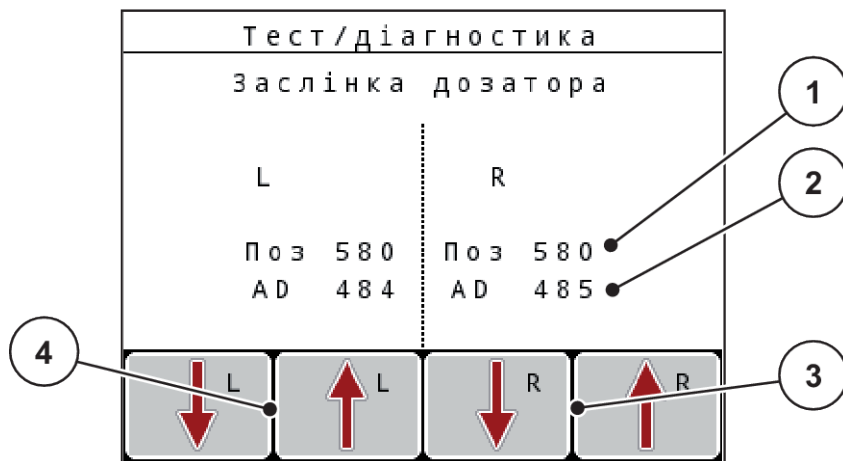 Тест/діагностика
Заслінка дозатора
1
2
L R
Поз 580 Поз 580
AD 484 AD 485
4
3
L L R R